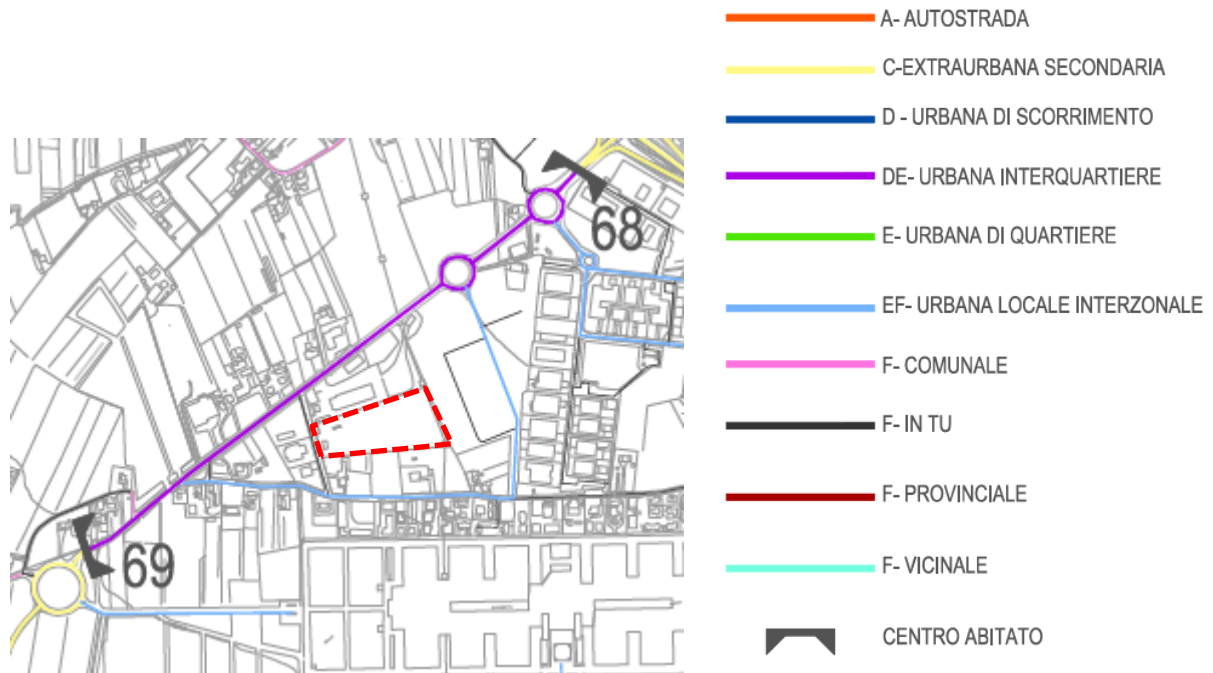 A- AUTOSTRADA
C-EXTRAURBANA SECONDARIA
D - URBANA DI SCORRIMENTO
DE- URBANA INTERQUARTIERE
E- URBANA DI QUARTIERE
EF- URBANA LOCALE INTERZONALE
F- COMUNALE
F- IN TU
F- PROVINCIALE
F- VICINALE
CENTRO ABITATO
68
69